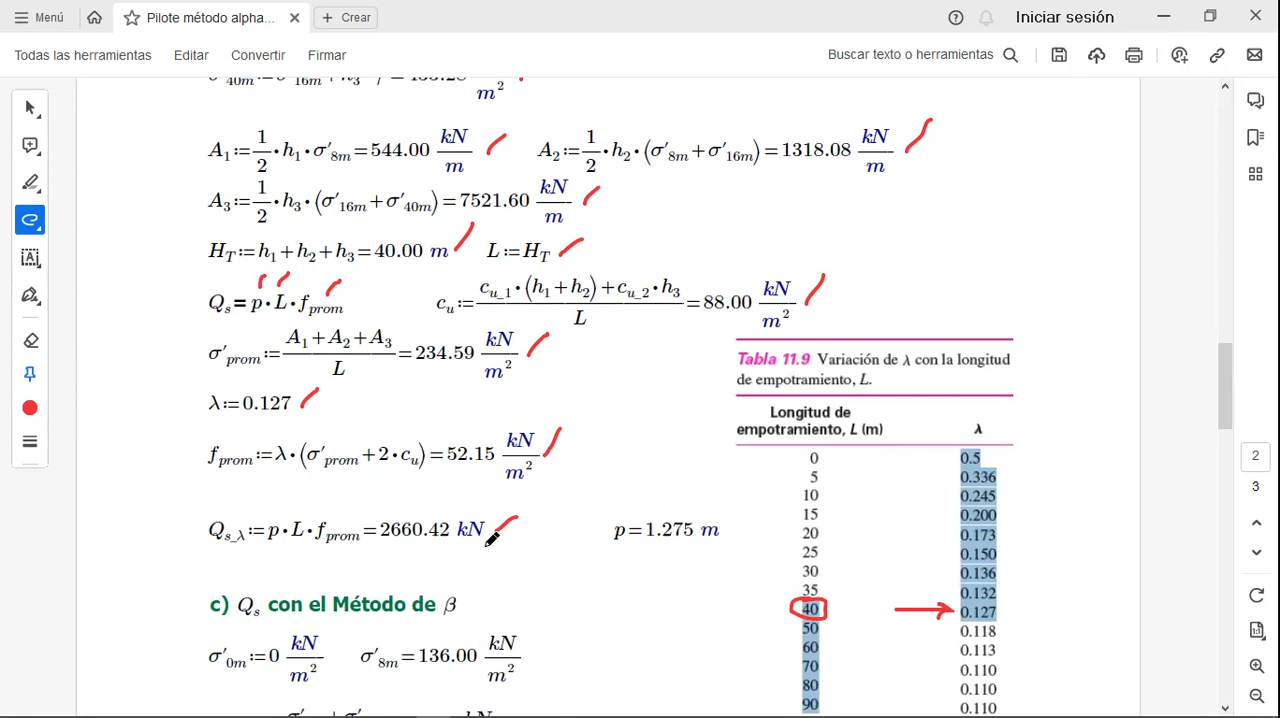 Menú
Pilote método alpha...
Crear
Iniciar sesión
Todas las herramientas Editar Convertir Firmar
Buscar texto o herramientas
m²
A₁:=1/2·h₁·σ'₈ₘ=544.00 kN/m A₂:=1/2·h₂·(σ'₈ₘ+σ'₁₆ₘ)=1318.08 kN/m
A₃:=1/2·h₃·(σ'₁₆ₘ+σ'₄₀ₘ)=7521.60 kN/m
H_T:=h₁+h₂+h₃=40.00 m L:=H_T
Q_s=p·L·f_prom c_u:=(c_u_1·(h₁+h₂)+c_u_2·h₃)/L=88.00 kN/m²
σ'_prom:=(A₁+A₂+A₃)/L=234.59 kN/m²
λ:=0.127
f_prom:=λ·(σ'_prom+2·c_u)=52.15 kN/m²
Q_s_λ:=p·L·f_prom=2660.42 kN p=1.275 m
Tabla 11.9 Variación de λ con la longitud
de empotramiento, L.
Longitud de
empotramiento, L (m) λ
0 0.5
5 0.336
10 0.245
15 0.200
20 0.173
25 0.150
30 0.136
35 0.132
40 0.127
50 0.118
60 0.113
70 0.110
80 0.110
90 0.110
c) Q_s con el Método de β
σ'₀ₘ:=0 kN/m² σ'₈ₘ=136.00 kN/m²
2
3